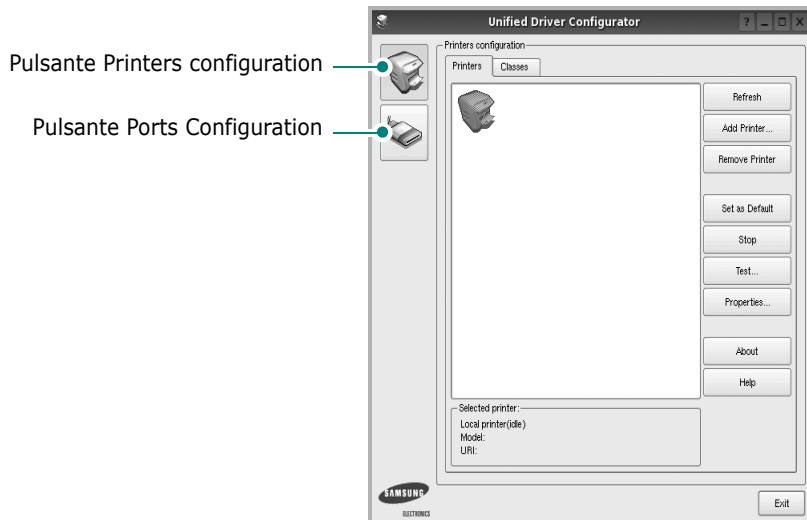 Unified Driver Configurator
Pulsante Printers configuration
Pulsante Ports Configuration
Printers configuration
Printers
Classes
Refresh
Add Printer...
Remove Printer
Set as Default
Stop
Test...
Properties...
About
Help
Selected printer:
Local printer(idle)
Model:
URI:
SAMSUNG
ELECTRONICS
Exit